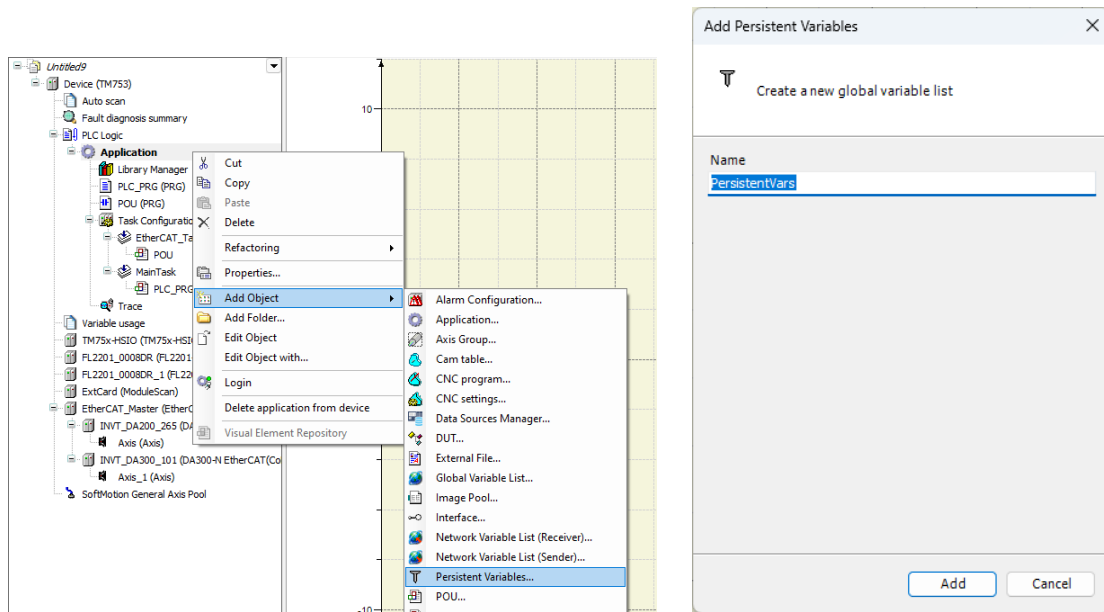 Untitled9
Device (TM753)
Auto scan
Fault diagnosis summary
PLC Logic
Application
Library Manager
PLC_PRG (PRG)
POU (PRG)
Task Configuratio
EtherCAT_Ta
POU
MainTask
PLC_PRG
Trace
Variable usage
TM75x-HSIO (TM75x-HSI
FL2201_0008DR (FL2201
FL2201_0008DR_1 (FL22
ExtCard (ModuleScan)
EtherCAT_Master (EtherC
INVT_DA200_265 (DA
Axis (Axis)
INVT_DA300_101 (DA300-N EtherCAT(Co
Axis_1 (Axis)
SoftMotion General Axis Pool
10
-10
Cut
Copy
Paste
Delete
Refactoring
Properties...
Add Object
Add Folder...
Edit Object
Edit Object with...
Login
Delete application from device
Visual Element Repository
Alarm Configuration...
Application...
Axis Group...
Cam table...
CNC program...
CNC settings...
Data Sources Manager...
DUT...
External File...
Global Variable List...
Image Pool...
Interface...
Network Variable List (Receiver)...
Network Variable List (Sender)...
Persistent Variables...
POU...
Add Persistent Variables
Create a new global variable list
Name
PersistentVars
Add
Cancel